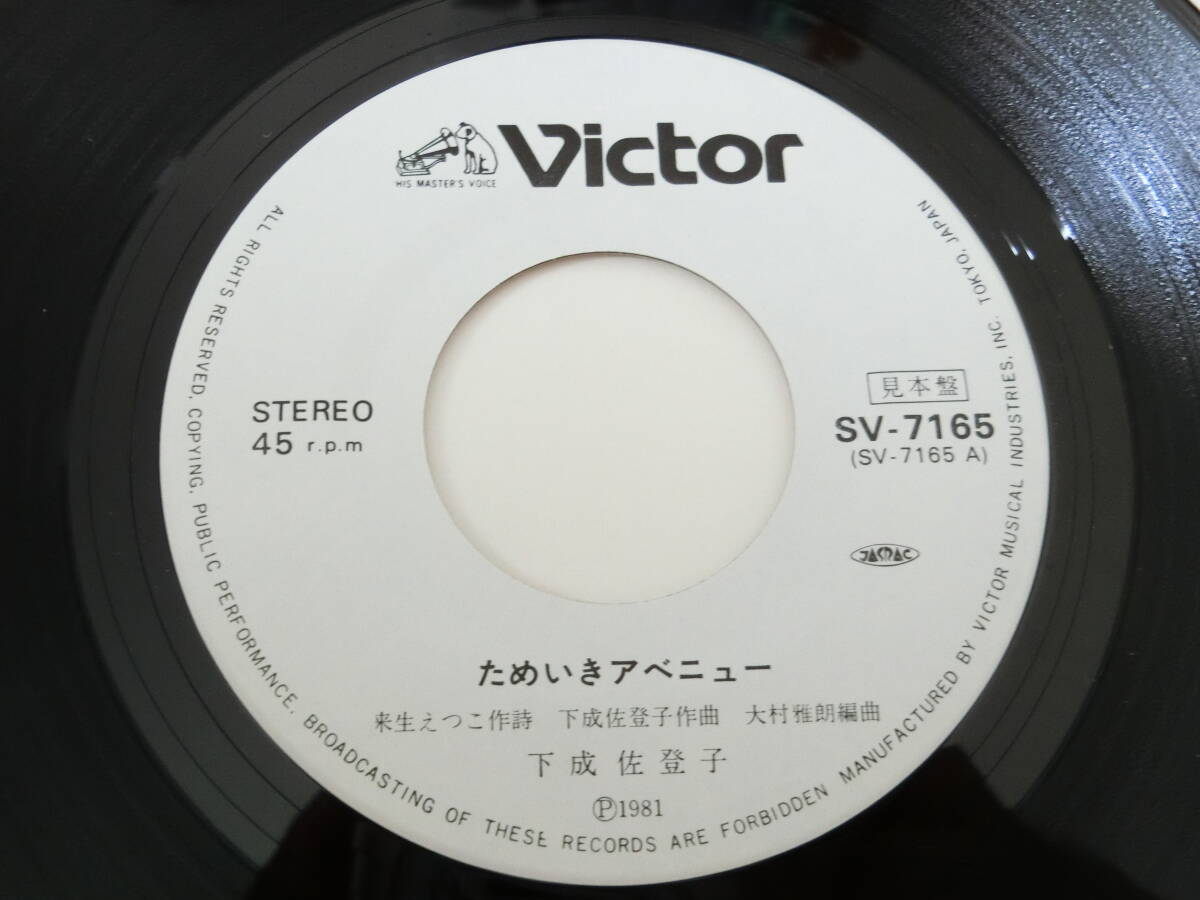 HIS MASTER'S VOICE
Victor
STEREO
45 r.p.m
見本盤
SV-7165
(SV-7165 A)
JASRAC
ためいきアベニュー
来生えつこ作詩 下成佐登子作曲 大村雅朗編曲
下成佐登子
Ⓟ1981
ALL RIGHTS RESERVED. COPYING, PUBLIC PERFORMANCE, BROADCASTING OF THESE RECORDS ARE FORBIDDEN MANUFACTURED BY VICTOR MUSICAL INDUSTRIES, INC. TOKYO, JAPAN